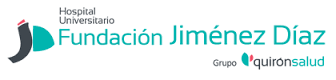 Hospital
Universitario
Fundación Jiménez Díaz
Grupo quirónsalud